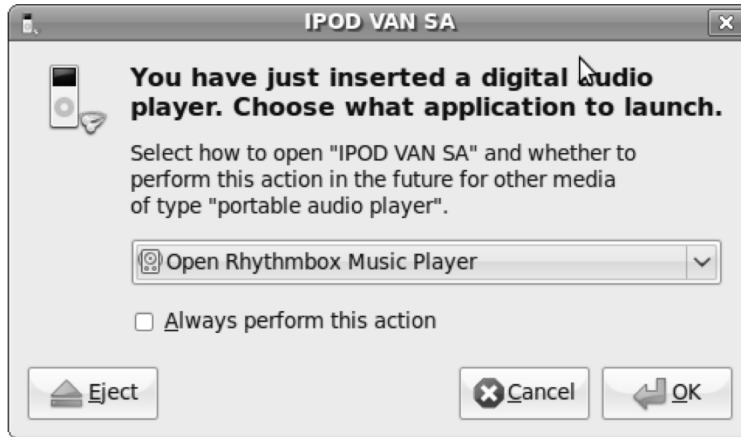 IPOD VAN SA
You have just inserted a digital audio
player. Choose what application to launch.
Select how to open "IPOD VAN SA" and whether to
perform this action in the future for other media
of type "portable audio player".
Open Rhythmbox Music Player
Always perform this action
Eject
Cancel
OK